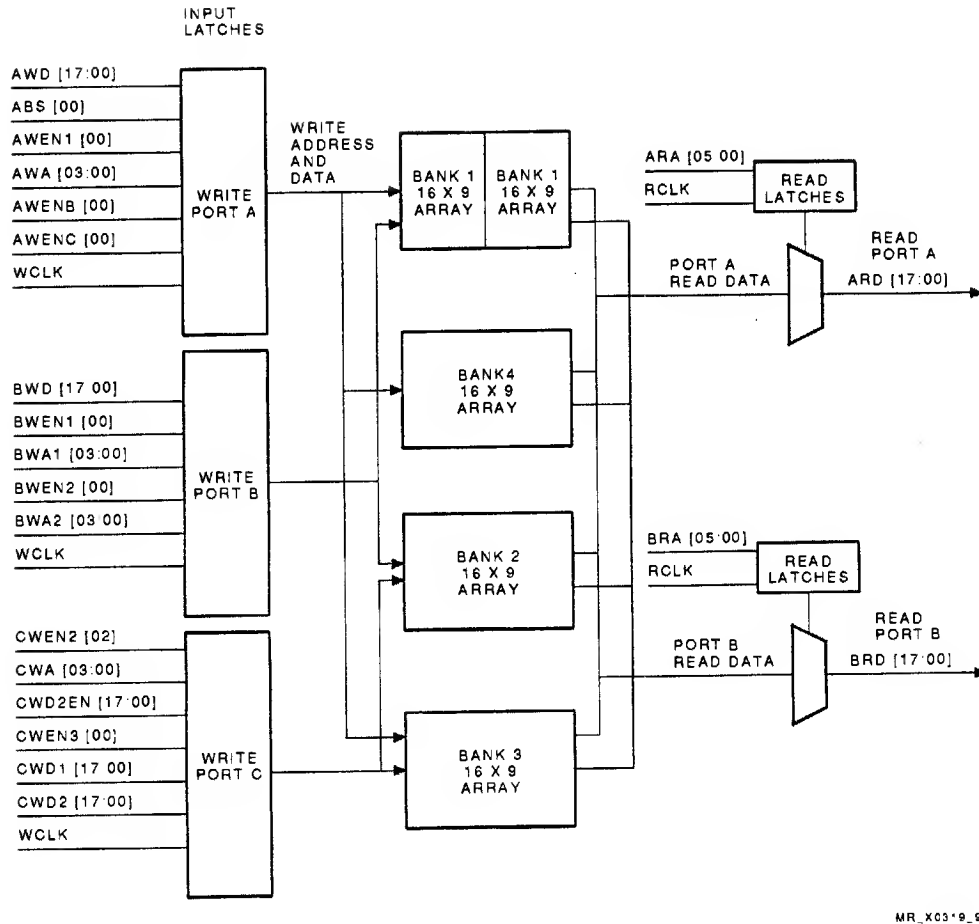 INPUT
LATCHES
AWD [17:00]
ABS [00]
AWEN1 [00]
AWA [03:00]
AWENB [00]
AWENC [00]
WCLK
WRITE
PORT A
WRITE
ADDRESS
AND
DATA
BANK 1
16 X 9
ARRAY
BANK 1
16 X 9
ARRAY
ARA [05 00]
RCLK
READ
LATCHES
PORT A
READ DATA
READ
PORT A
ARD [17:00]
BWD [17 00]
BWEN1 [00]
BWA1 [03:00]
BWEN2 [00]
BWA2 [03:00]
WCLK
WRITE
PORT B
BANK4
16 X 9
ARRAY
BANK 2
16 X 9
ARRAY
BRA [05:00]
RCLK
READ
LATCHES
PORT B
READ DATA
READ
PORT B
BRD [17:00]
CWEN2 [02]
CWA [03:00]
CWD2EN [17:00]
CWEN3 [00]
CWD1 [17 00]
CWD2 [17:00]
WCLK
WRITE
PORT C
BANK 3
16 X 9
ARRAY